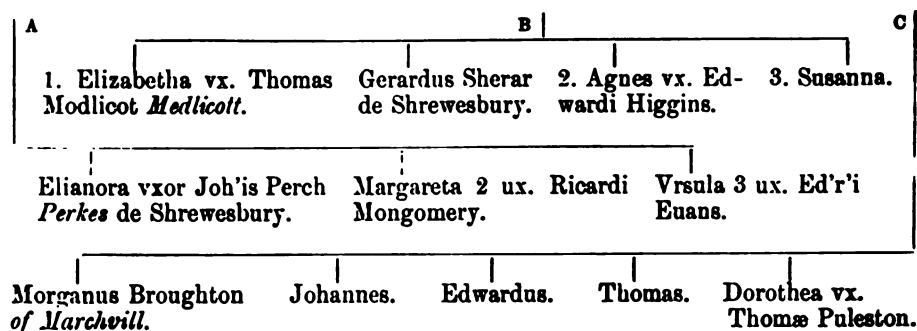 A B C
1. Elizabetha vx. Thomas Gerardus Sherar 2. Agnes vx. Ed- 3. Susanna.
Modlicot Medlicott. de Shrewesbury. wardi Higgins.
Elianora vxor Joh'is Perch Margareta 2 ux. Ricardi Vrsula 3 ux. Ed'r'i
Perkes de Shrewesbury. Mongomery. Euans.
Morganus Broughton Johannes. Edwardus. Thomas. Dorothea vx.
of Marchvill. Thomæ Puleston.